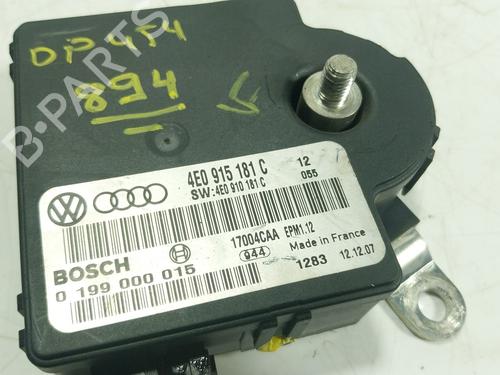 DP4P4
894
B-PARTS
4E0 915 181 C
12
SW:4E0 910 181 C
055
17004CAA EPM1.12
BOSCH
944
Made in France
0 199 000 015
1283 12.12.07